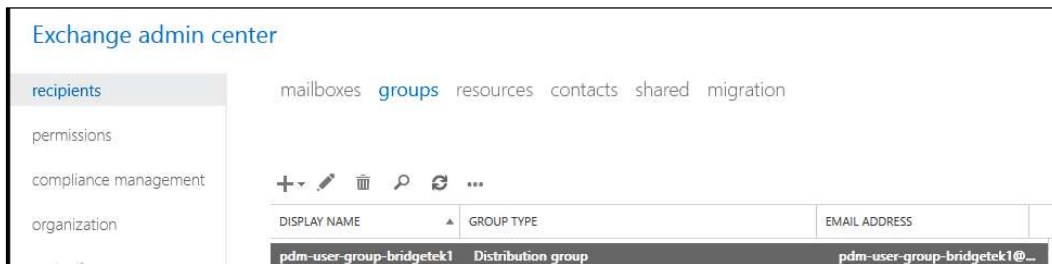 Exchange admin center
recipients
mailboxes groups resources contacts shared migration
permissions
compliance management
organization
DISPLAY NAME GROUP TYPE EMAIL ADDRESS
pdm-user-group-bridgetek1 Distribution group pdm-user-group-bridgetek1@...